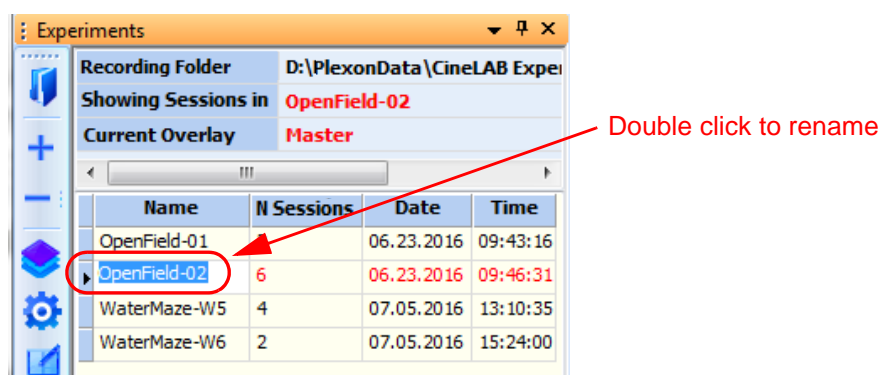 Experiments
Recording Folder D:\PlexonData\CineLAB Exper
Showing Sessions in OpenField-02
Current Overlay Master
Double click to rename
Name N Sessions Date Time
OpenField-01 06.23.2016 09:43:16
OpenField-02 6 06.23.2016 09:46:31
WaterMaze-W5 4 07.05.2016 13:10:35
WaterMaze-W6 2 07.05.2016 15:24:00